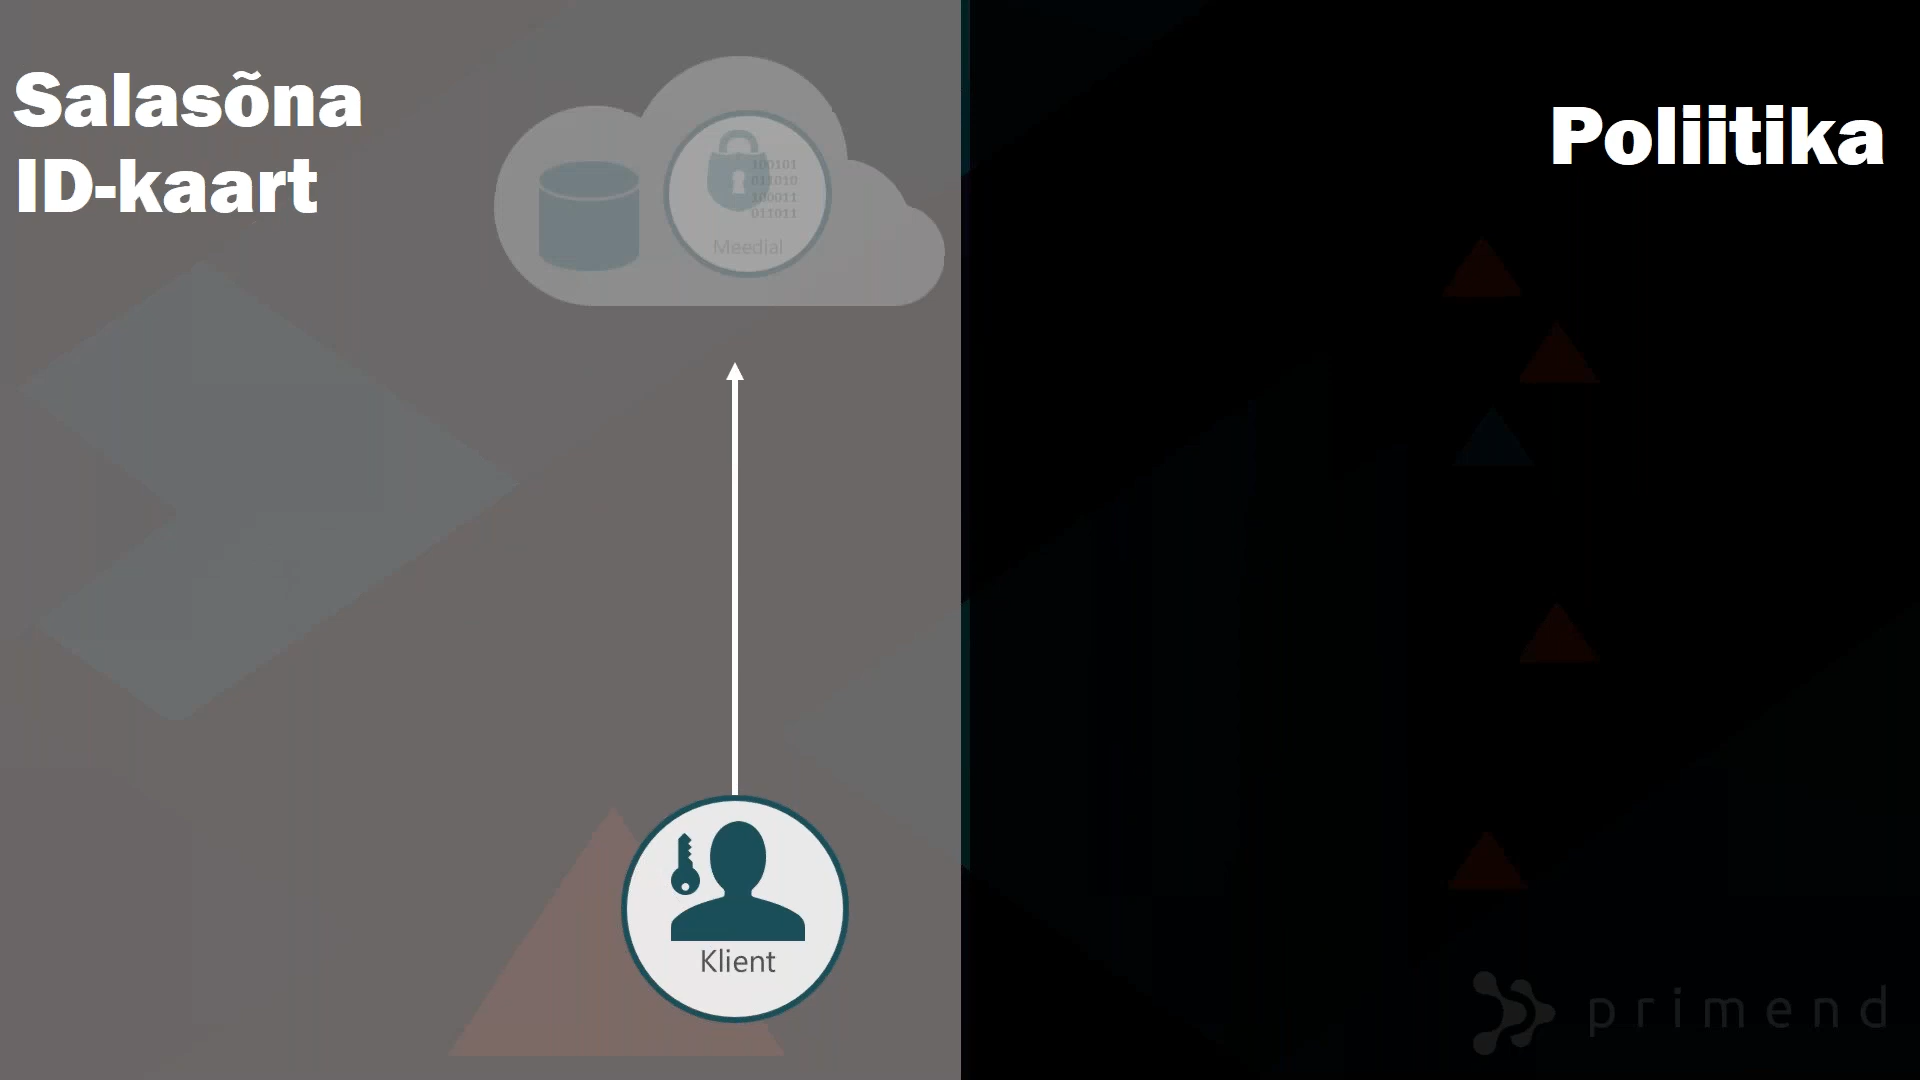 Salasõna
ID-kaart
Poliitika
100101
011010
100011
011011
Meedial
Klient
primend